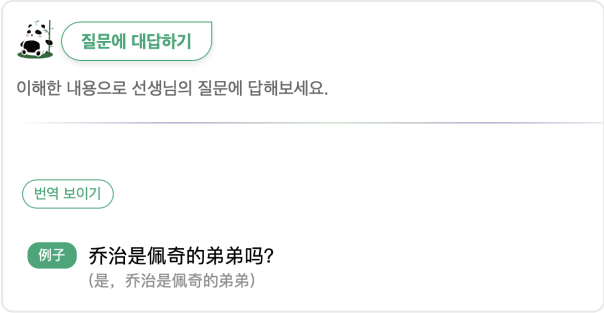 질문에 대답하기
이해한 내용으로 선생님의 질문에 답해보세요.
번역 보이기
例子 乔治是佩奇的弟弟吗?
(是，乔治是佩奇的弟弟)